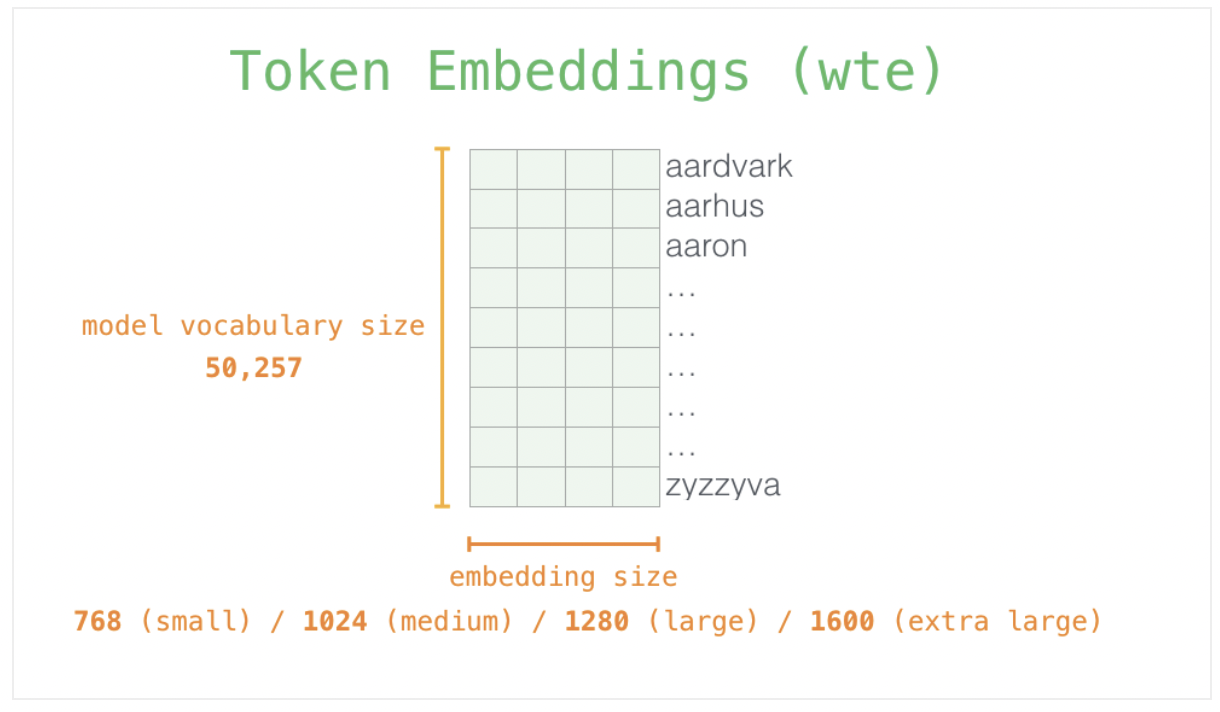 Token Embeddings (wte)
aardvark
aarhus
aaron
...
...
...
...
...
zyzzyva
model vocabulary size
50,257
embedding size
768 (small) / 1024 (medium) / 1280 (large) / 1600 (extra large)